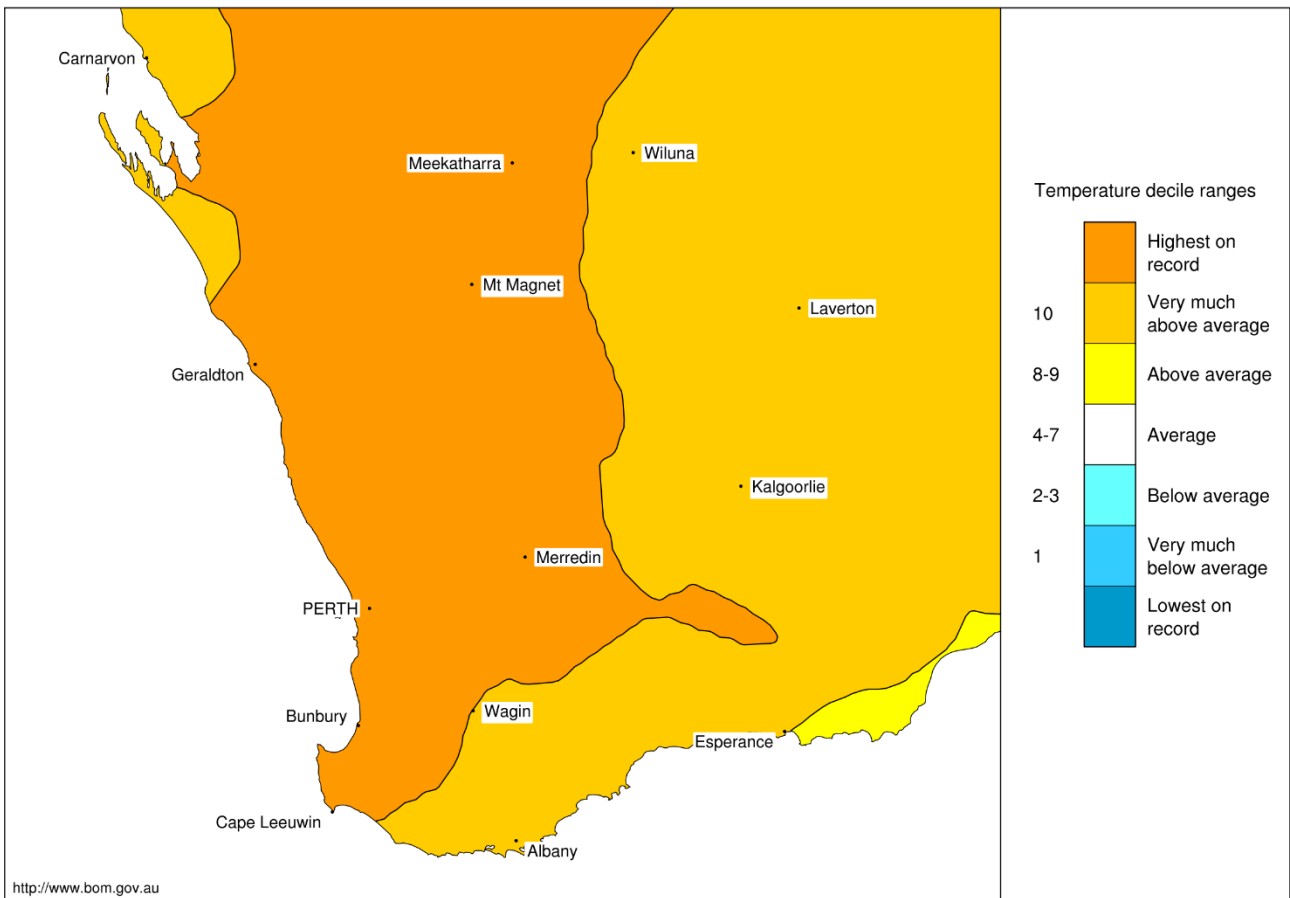 Carnarvon
Meekatharra
Wiluna
Mt Magnet
Laverton
Geraldton
Kalgoorlie
Merredin
PERTH
Bunbury
Wagin
Esperance
Cape Leeuwin
Albany
http://www.bom.gov.au
Temperature decile ranges
Highest on
record
10
Very much
above average
8-9
Above average
4-7
Average
2-3
Below average
1
Very much
below average
Lowest on
record